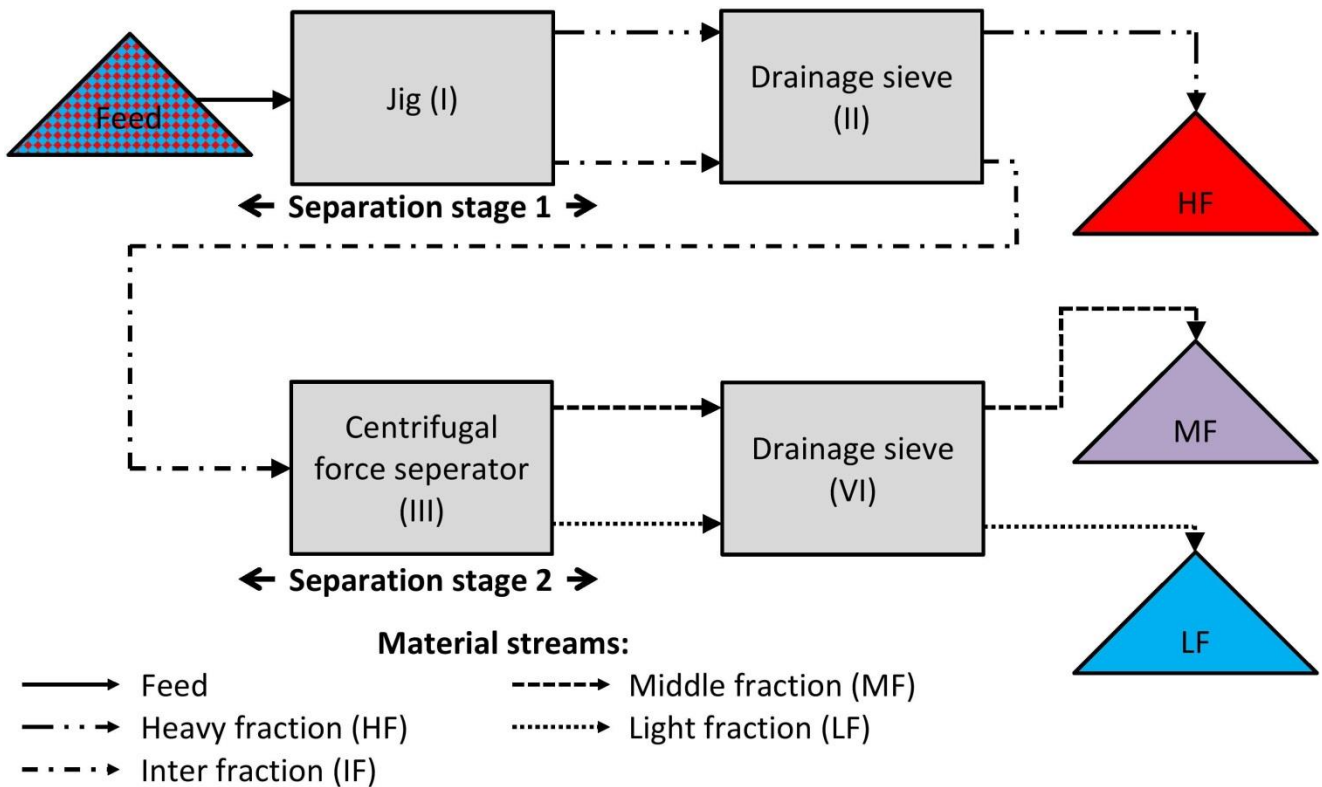 Feed
Jig (I)
Drainage sieve
(II)
HF
← Separation stage 1 →
Centrifugal
force seperator
(III)
Drainage sieve
(VI)
MF
← Separation stage 2 →
LF
Material streams:
Feed
Heavy fraction (HF)
Inter fraction (IF)
Middle fraction (MF)
Light fraction (LF)